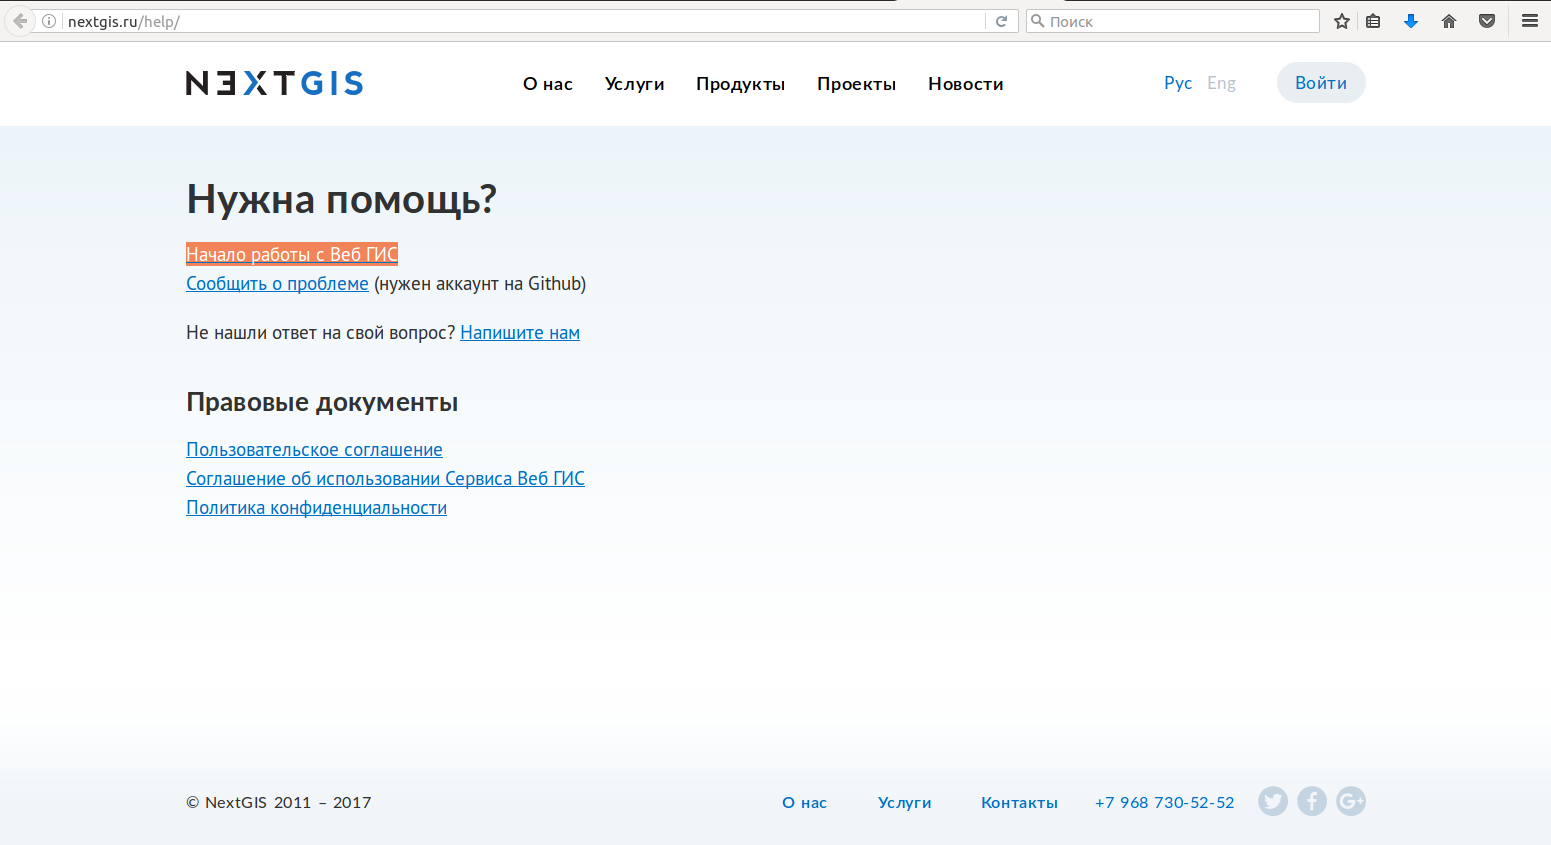 nextgis.ru/help/
Поиск
NEXTGIS
О нас Услуги Продукты Проекты Новости
Рус Eng Войти
Нужна помощь?
Начало работы с Веб ГИС
Сообщить о проблеме (нужен аккаунт на Github)
Не нашли ответ на свой вопрос? Напишите нам
Правовые документы
Пользовательское соглашение
Соглашение об использовании Сервиса Веб ГИС
Политика конфиденциальности
© NextGIS 2011 – 2017
О нас Услуги Контакты +7 968 730-52-52